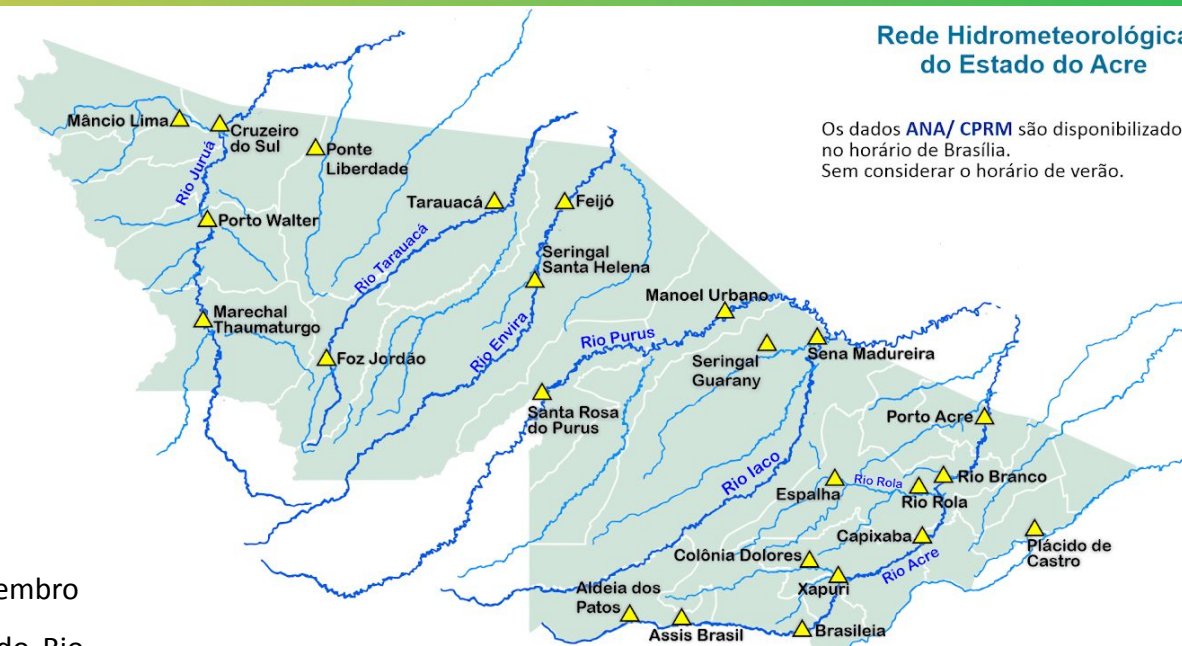 Rede Hidrometeorológica
do Estado do Acre
Os dados ANA/ CPRM são disponibilizado
no horário de Brasília.
Sem considerar o horário de verão.
Mâncio Lima
Cruzeiro
do Sul
Ponte
Liberdade
Rio Juruá
Porto Walter
Tarauacá
Feijó
Rio Tarauacá
Seringal
Santa Helena
Manoel Urbano
Marechal
Thaumaturgo
Foz Jordão
Rio Envira
Rio Purus
Seringal
Guarany
Sena Madureira
Santa Rosa
do Purus
Porto Acre
Rio Iaco
Espalha
Rio Rola
Rio Rola
Rio Branco
Capixaba
Plácido de
Castro
Colônia Dolores
Rio Acre
Xapuri
Aldeia dos
Patos
Assis Brasil
Brasileia
embro
do Rio